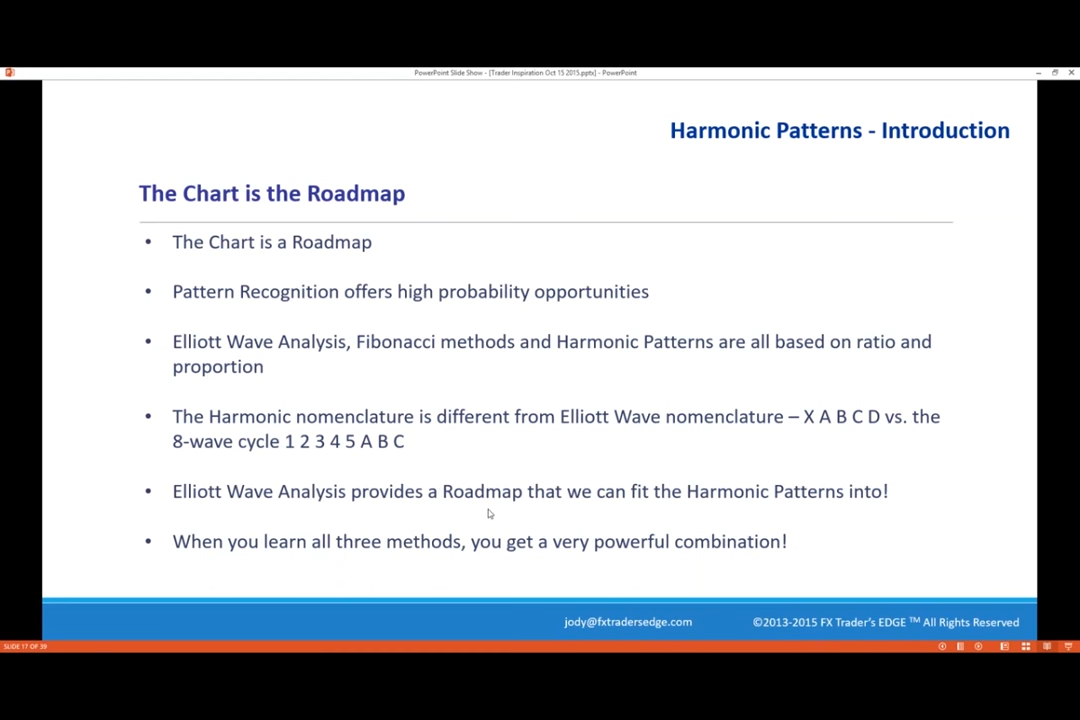 PowerPoint Slide Show - [Trader Inspiration Oct 15 2015.pptx] - PowerPoint
Harmonic Patterns - Introduction
The Chart is the Roadmap
• The Chart is a Roadmap
• Pattern Recognition offers high probability opportunities
• Elliott Wave Analysis, Fibonacci methods and Harmonic Patterns are all based on ratio and
proportion
• The Harmonic nomenclature is different from Elliott Wave nomenclature – X A B C D vs. the
8-wave cycle 1 2 3 4 5 A B C
• Elliott Wave Analysis provides a Roadmap that we can fit the Harmonic Patterns into!
• When you learn all three methods, you get a very powerful combination!
jody@fxtradersedge.com ©2013-2015 FX Trader's EDGE ™ All Rights Reserved
SLIDE 17 OF 39